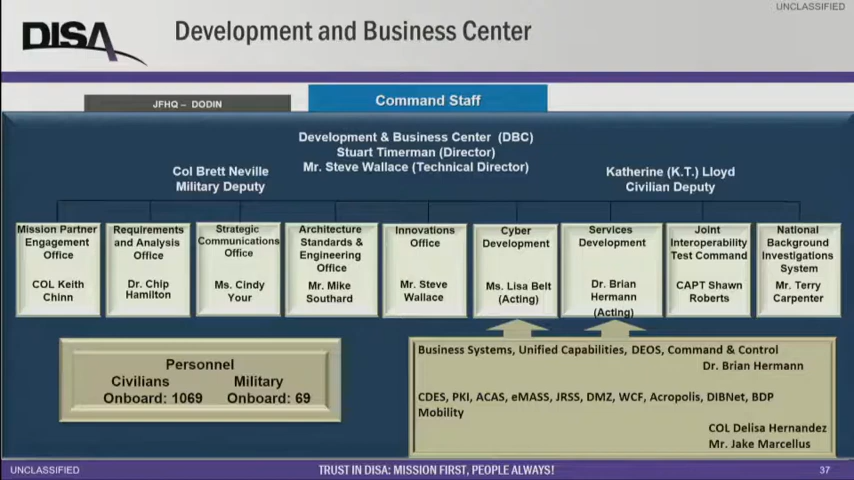 UNCLASSIFIED
DISA
Development and Business Center
JFHQ – DODIN
Command Staff
Development & Business Center (DBC)
Stuart Timerman (Director)
Mr. Steve Wallace (Technical Director)
Col Brett Neville
Military Deputy
Katherine (K.T.) Lloyd
Civilian Deputy
Mission Partner
Engagement
Office
COL Keith
Chinn
Requirements
and Analysis
Office
Dr. Chip
Hamilton
Strategic
Communications
Office
Ms. Cindy
Your
Architecture
Standards &
Engineering
Office
Mr. Mike
Southard
Innovations
Office
Mr. Steve
Wallace
Cyber
Development
Ms. Lisa Belt
(Acting)
Services
Development
Dr. Brian
Hermann
(Acting)
Joint
Interoperability
Test Command
CAPT Shawn
Roberts
National
Background
Investigations
System
Mr. Terry
Carpenter
Personnel
Civilians Military
Onboard: 1069 Onboard: 69
Business Systems, Unified Capabilities, DEOS, Command & Control
Dr. Brian Hermann
CDES, PKI, ACAS, eMASS, JRSS, DMZ, WCF, Acropolis, DIBNet, BDP
Mobility
COL Delisa Hernandez
Mr. Jake Marcellus
UNCLASSIFIED
TRUST IN DISA: MISSION FIRST, PEOPLE ALWAYS!
37